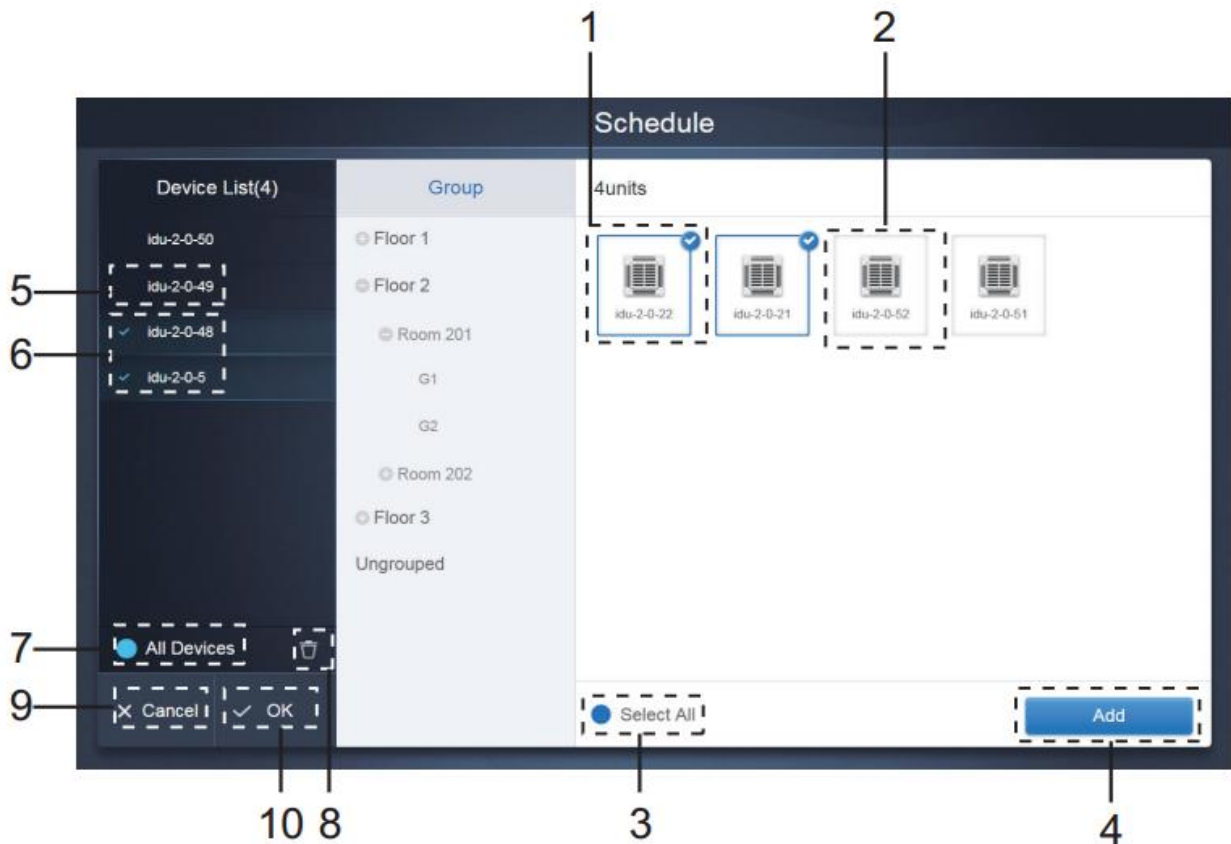 1 2
Schedule
Device List(4)
idu-2-0-50
idu-2-0-49
idu-2-0-48
idu-2-0-5
All Devices
Cancel
OK
Group
Floor 1
Floor 2
Room 201
G1
G2
Room 202
Floor 3
Ungrouped
4units
idu-2-0-22 idu-2-0-21 idu-2-0-52 idu-2-0-51
Select All
Add
5
6
7
9
10 8 3 4